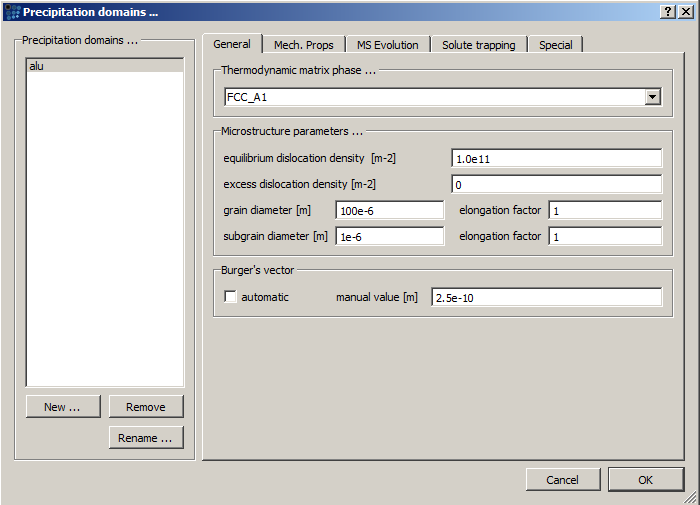 Precipitation domains ...
Precipitation domains ...
alu
New ...
Remove
Rename ...
General
Mech. Props
MS Evolution
Solute trapping
Special
Thermodynamic matrix phase ...
FCC_A1
Microstructure parameters ...
equilibrium dislocation density [m-2]
1.0e11
excess dislocation density [m-2]
0
grain diameter [m]
100e-6
elongation factor
1
subgrain diameter [m]
1e-6
elongation factor
1
Burger's vector
automatic
manual value [m]
2.5e-10
Cancel
OK